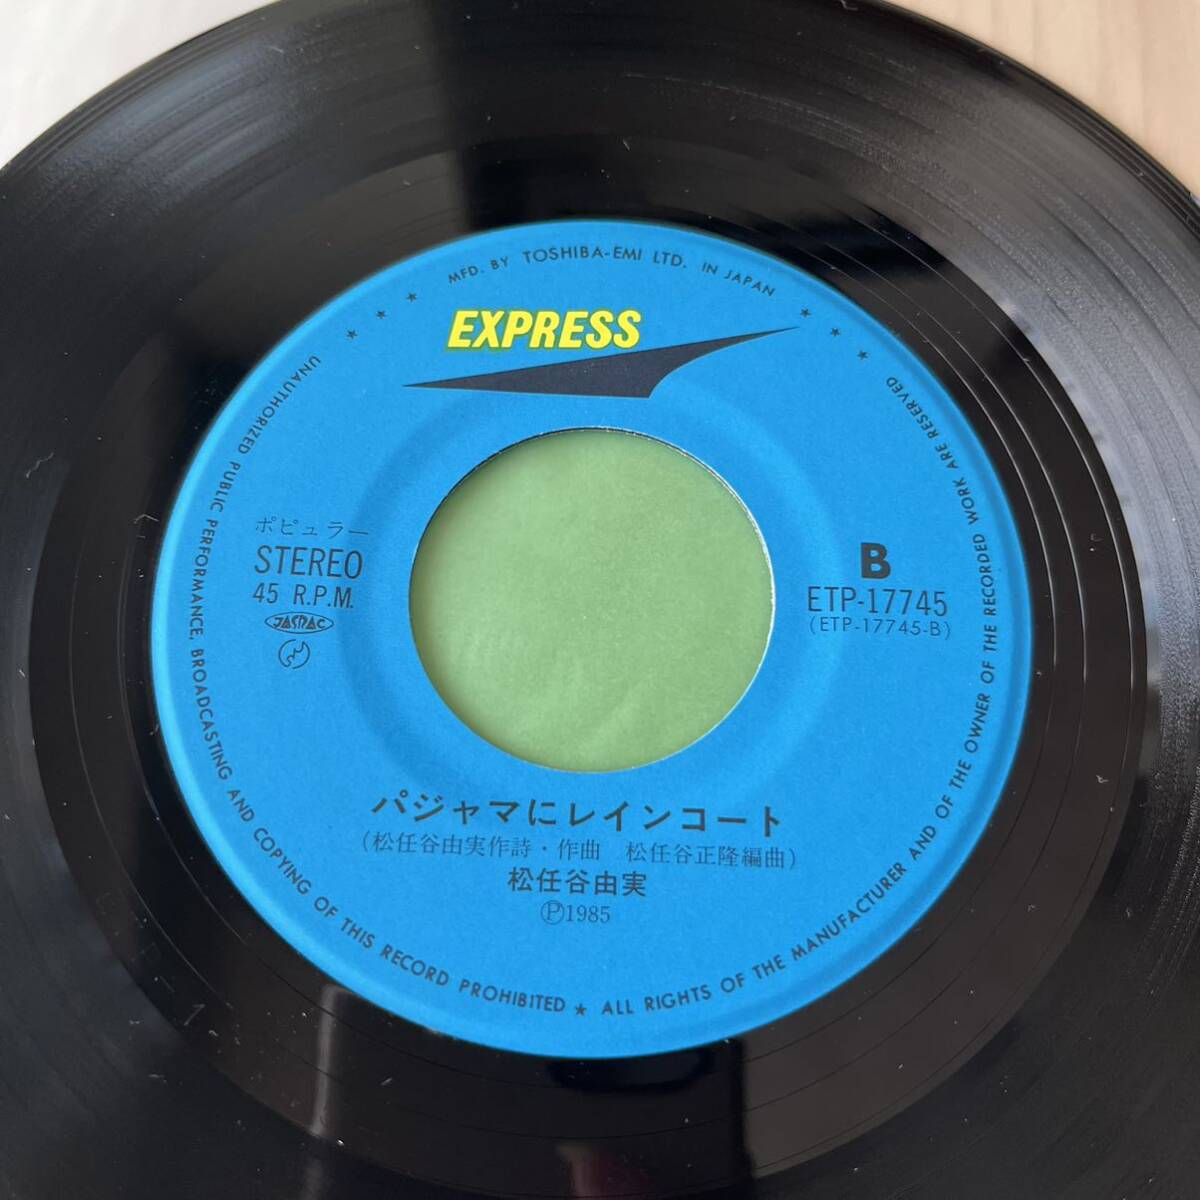 MFD. BY TOSHIBA-EMI LTD. IN JAPAN
EXPRESS
ポピュラー
STEREO
45 R.P.M.
JASRAC
B
ETP-17745
(ETP-17745-B)
パジャマにレインコート
(松任谷由実作詩・作曲 松任谷正隆編曲)
松任谷由実
Ⓟ1985
UNAUTHORIZED PUBLIC PERFORMANCE, BROADCASTING AND COPYING OF THIS RECORD PROHIBITED ★ ALL RIGHTS OF THE MANUFACTURER AND OF THE OWNER OF THE RECORDED WORK ARE RESERVED